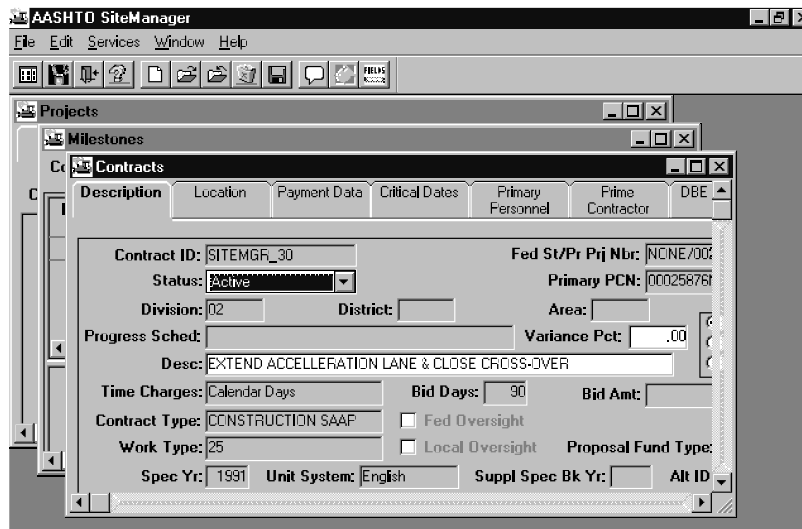 AASHTO SiteManager
File Edit Services Window Help
FIELDS
Projects
Milestones
Contracts
Description Location Payment Data Critical Dates Primary Personnel Prime Contractor DBE
Contract ID: SITEMGR_30 Fed St/Pr Prj Nbr: NONE/002
Status: Active Primary PCN: 00025876
Division: 02 District: Area:
Progress Sched: Variance Pct: .00
Desc: EXTEND ACCELLERATION LANE & CLOSE CROSS-OVER
Time Charges: Calendar Days Bid Days: 90 Bid Amt:
Contract Type: CONSTRUCTION SAAP Fed Oversight
Work Type: 25 Local Oversight Proposal Fund Type:
Spec Yr: 1991 Unit System: English Suppl Spec Bk Yr: Alt ID